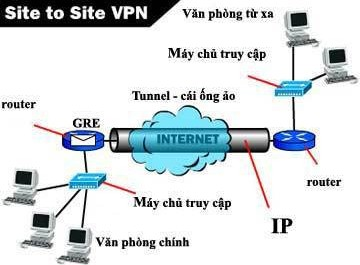 Site to Site VPN
Văn phòng từ xa
Máy chủ truy cập
Tunnel - cái ống ảo
router
GRE
INTERNET
router
Máy chủ truy cập
IP
Văn phòng chính